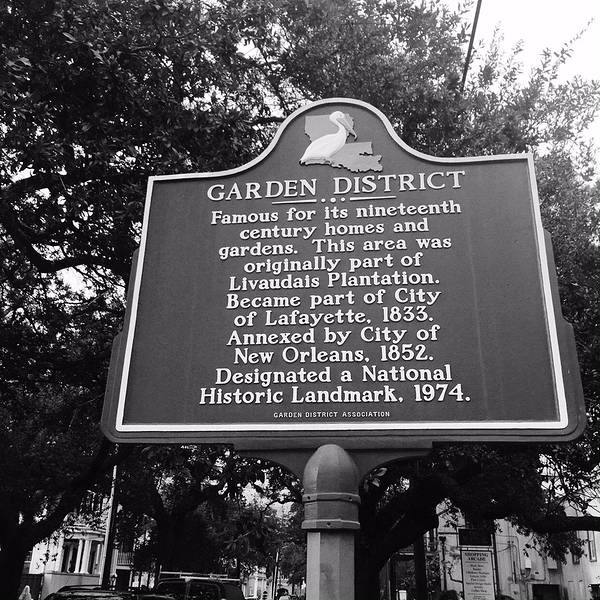 GARDEN DISTRICT
Famous for its nineteenth
century homes and
gardens. This area was
originally part of
Livaudais Plantation.
Became part of City
of Lafayette, 1833.
Annexed by City of
New Orleans, 1852.
Designated a National
Historic Landmark, 1974.
GARDEN DISTRICT ASSOCIATION
SHOPPING
ARCADE